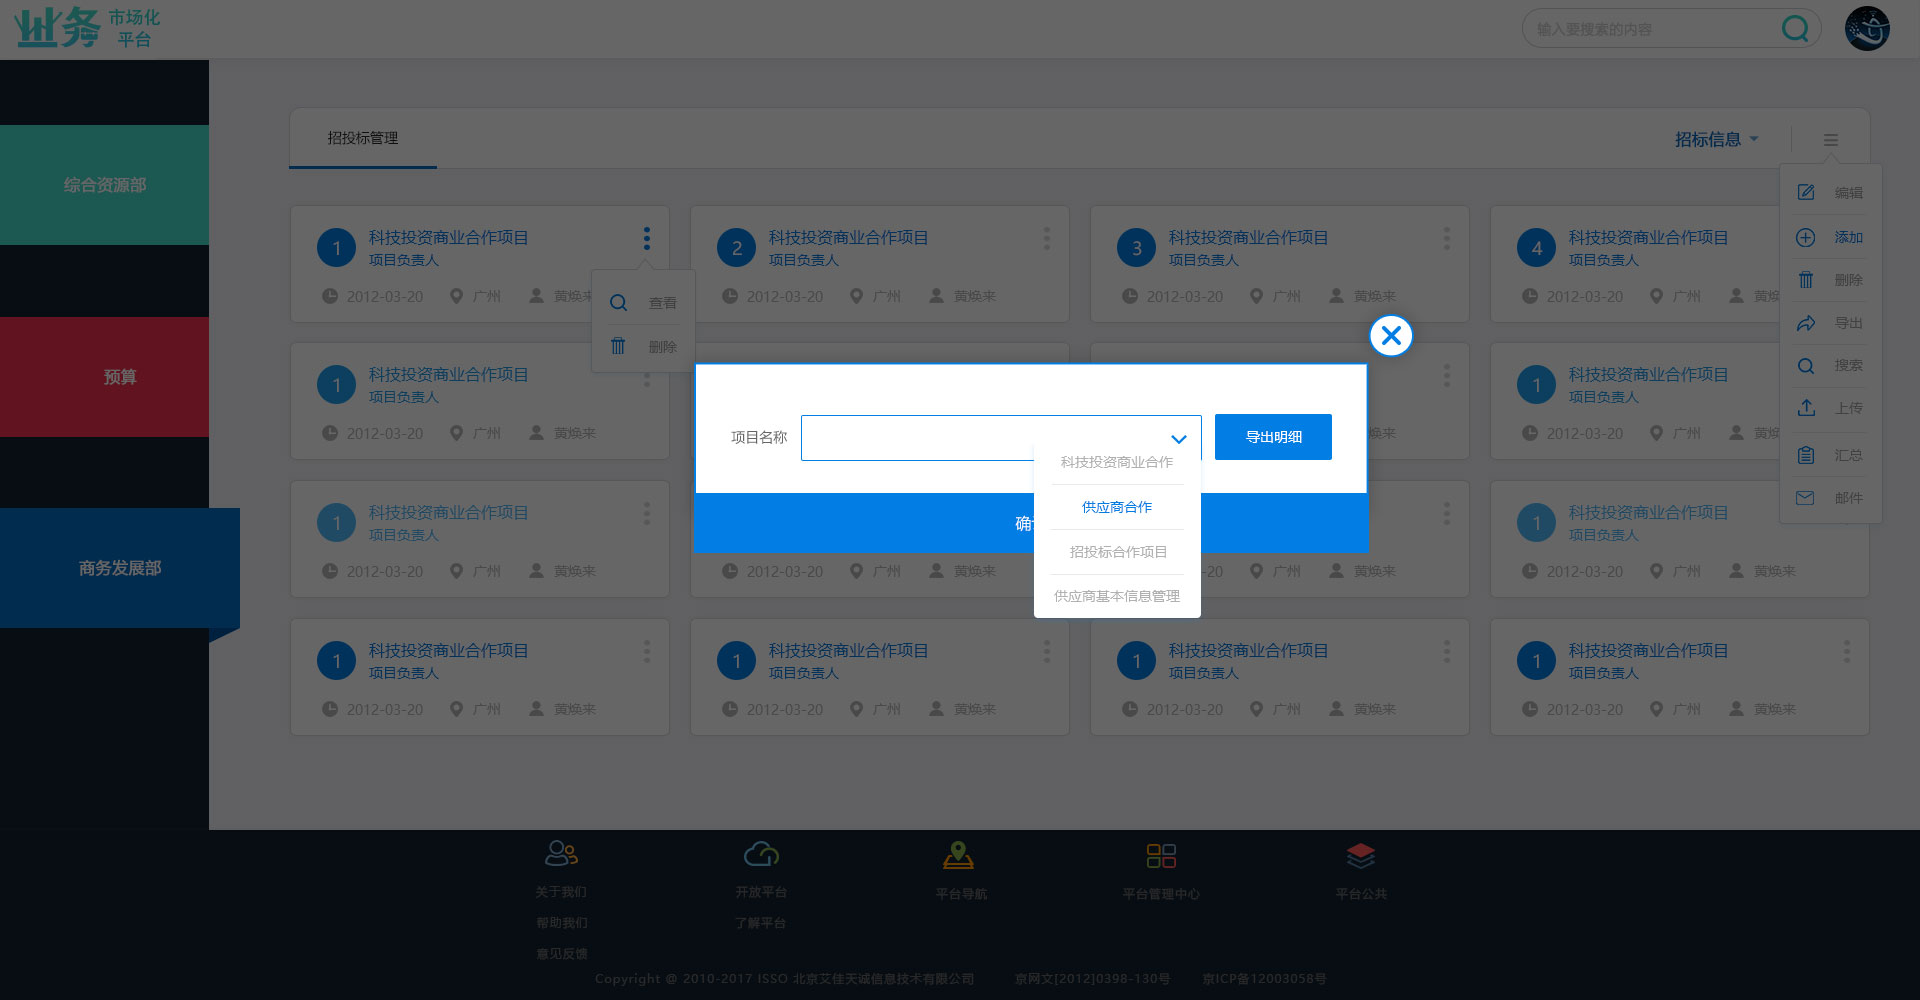 业务 市场化
平台
输入要搜索的内容
综合资源部
预算
商务发展部
招投标管理
招标信息
编辑
添加
删除
导出
搜索
上传
汇总
邮件
1 科技投资商业合作项目
项目负责人
2012-03-20 广州 黄焕来
查看
删除
2 科技投资商业合作项目
项目负责人
2012-03-20 广州 黄焕来
3 科技投资商业合作项目
项目负责人
2012-03-20 广州 黄焕来
4 科技投资商业合作项目
项目负责人
2012-03-20 广州 黄焕
1 科技投资商业合作项目
项目负责人
2012-03-20 广州 黄焕来
焕来
1 科技投资商业合作项目
项目负责人
2012-03-20 广州 黄焕
项目名称
导出明细
科技投资商业合作
供应商合作
招投标合作项目
供应商基本信息管理
确
1 科技投资商业合作项目
项目负责人
2012-03-20 广州 黄焕来
2012-03-20 广州 黄焕来
-20 广州 黄焕来
1 科技投资商业合作项目
项目负责人
2012-03-20 广州 黄焕来
1 科技投资商业合作项目
项目负责人
2012-03-20 广州 黄焕来
1 科技投资商业合作项目
项目负责人
2012-03-20 广州 黄焕来
1 科技投资商业合作项目
项目负责人
2012-03-20 广州 黄焕来
1 科技投资商业合作项目
项目负责人
2012-03-20 广州 黄焕来
关于我们
帮助我们
意见反馈
开放平台
了解平台
平台导航
平台管理中心
平台公共
Copyright @ 2010-2017 ISSO 北京艾佳天诚信息技术有限公司 京网文[2012]0398-130号 京ICP备12003058号